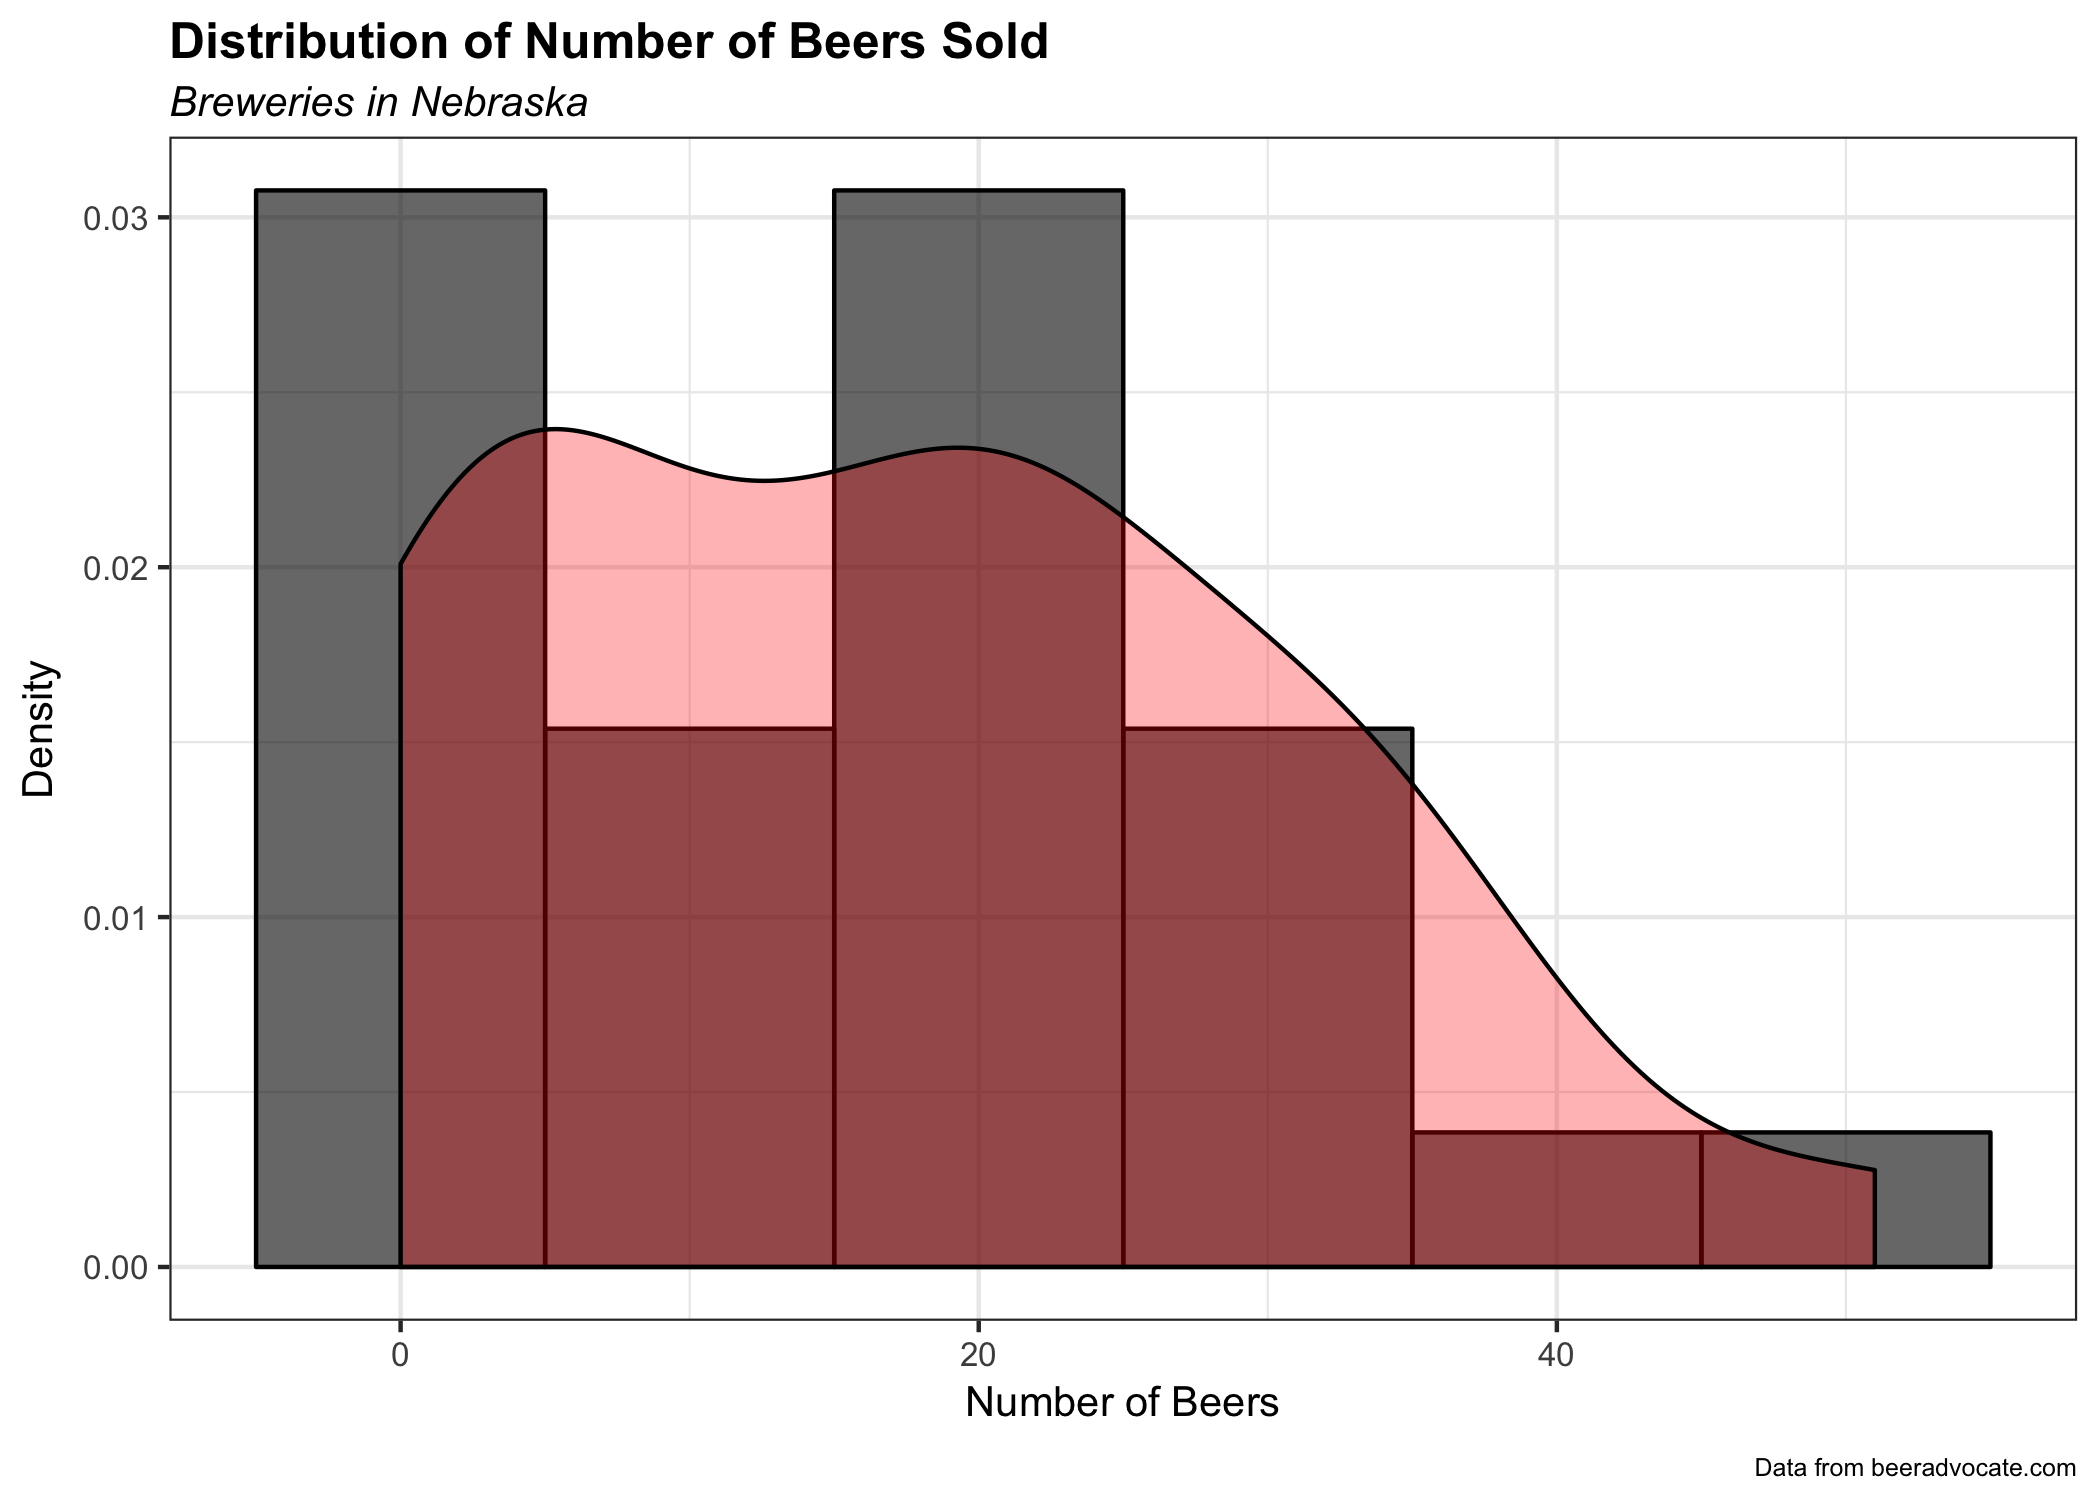 Distribution of Number of Beers Sold
Breweries in Nebraska
0.03
0.02
0.01
0.00
Density
0 20 40
Number of Beers
Data from beeradvocate.com